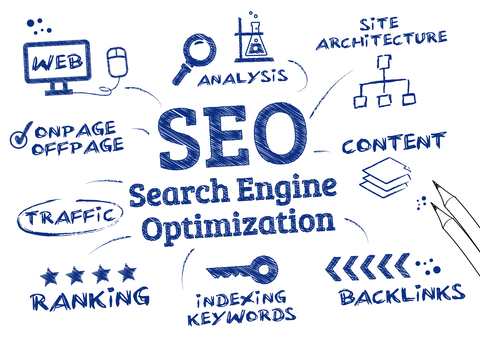 WEB
ANALYSIS
SITE
ARCHITECTURE
ONPAGE
OFFPAGE
SEO
Search Engine
Optimization
CONTENT
TRAFFIC
RANKING
INDEXING
KEYWORDS
BACKLINKS